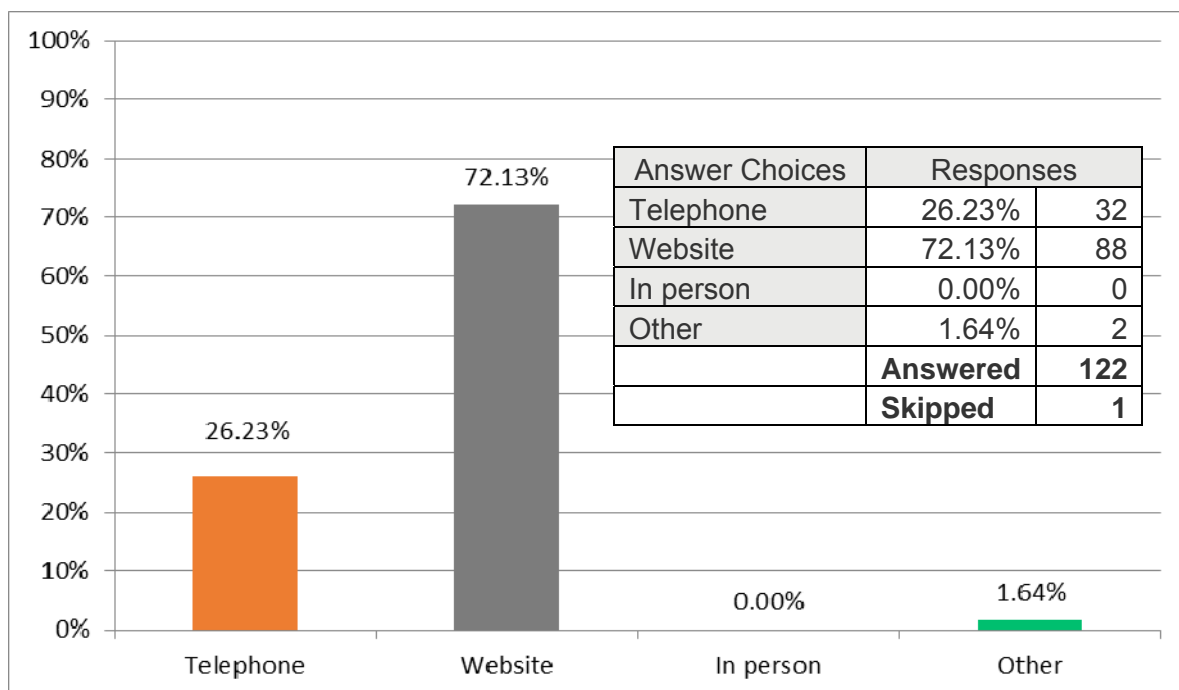 100%
90%
80%
70%
60%
50%
40%
30%
20%
10%
0%
26.23%
72.13%
0.00%
1.64%
Telephone Website In person Other
Answer Choices Responses
Telephone 26.23% 32
Website 72.13% 88
In person 0.00% 0
Other 1.64% 2
Answered 122
Skipped 1